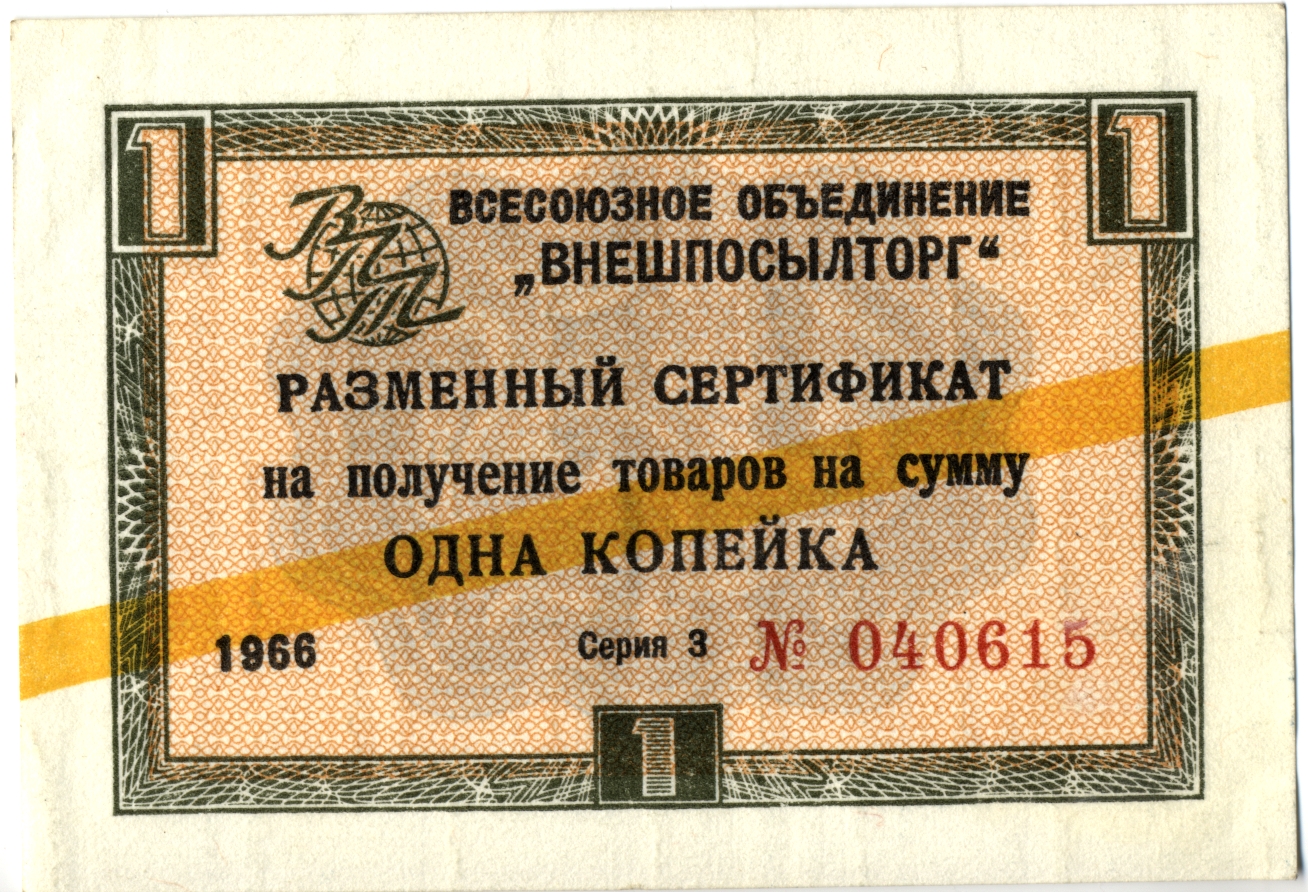 1 1
ВПТ
ВСЕСОЮЗНОЕ ОБЪЕДИНЕНИЕ
„ВНЕШПОСЫЛТОРГ“
РАЗМЕННЫЙ СЕРТИФИКАТ
на получение товаров на сумму
ОДНА КОПЕЙКА
1966 Серия 3 № 040615
1